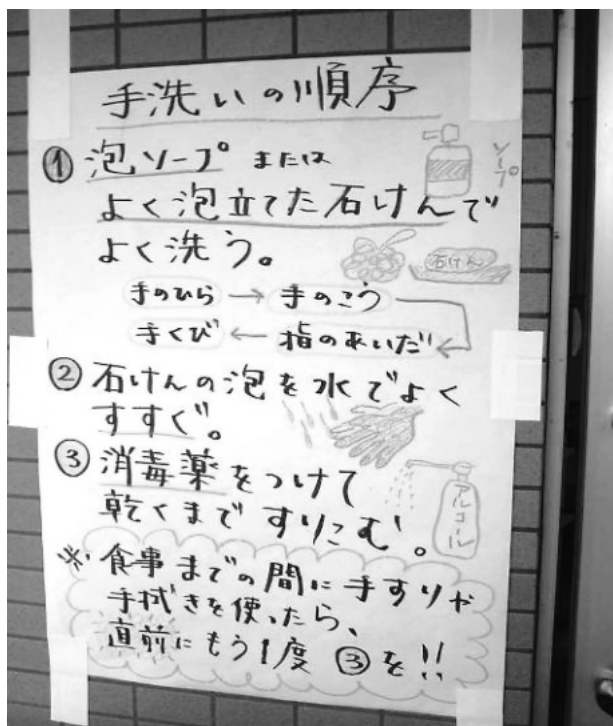 手洗いの順序
①泡ソープ または
ソープ
よく泡立てた石けんで
よく洗う。
石けん
手のひら→手のこう
手くび←指のあいだ
②石けんの泡を水でよく
すすぐ。
③消毒薬をつけて
乾くまですりこむ。
アルコール
※食事までの間に手すりや
手拭きを使ったら、
直前にもう1度③を!!